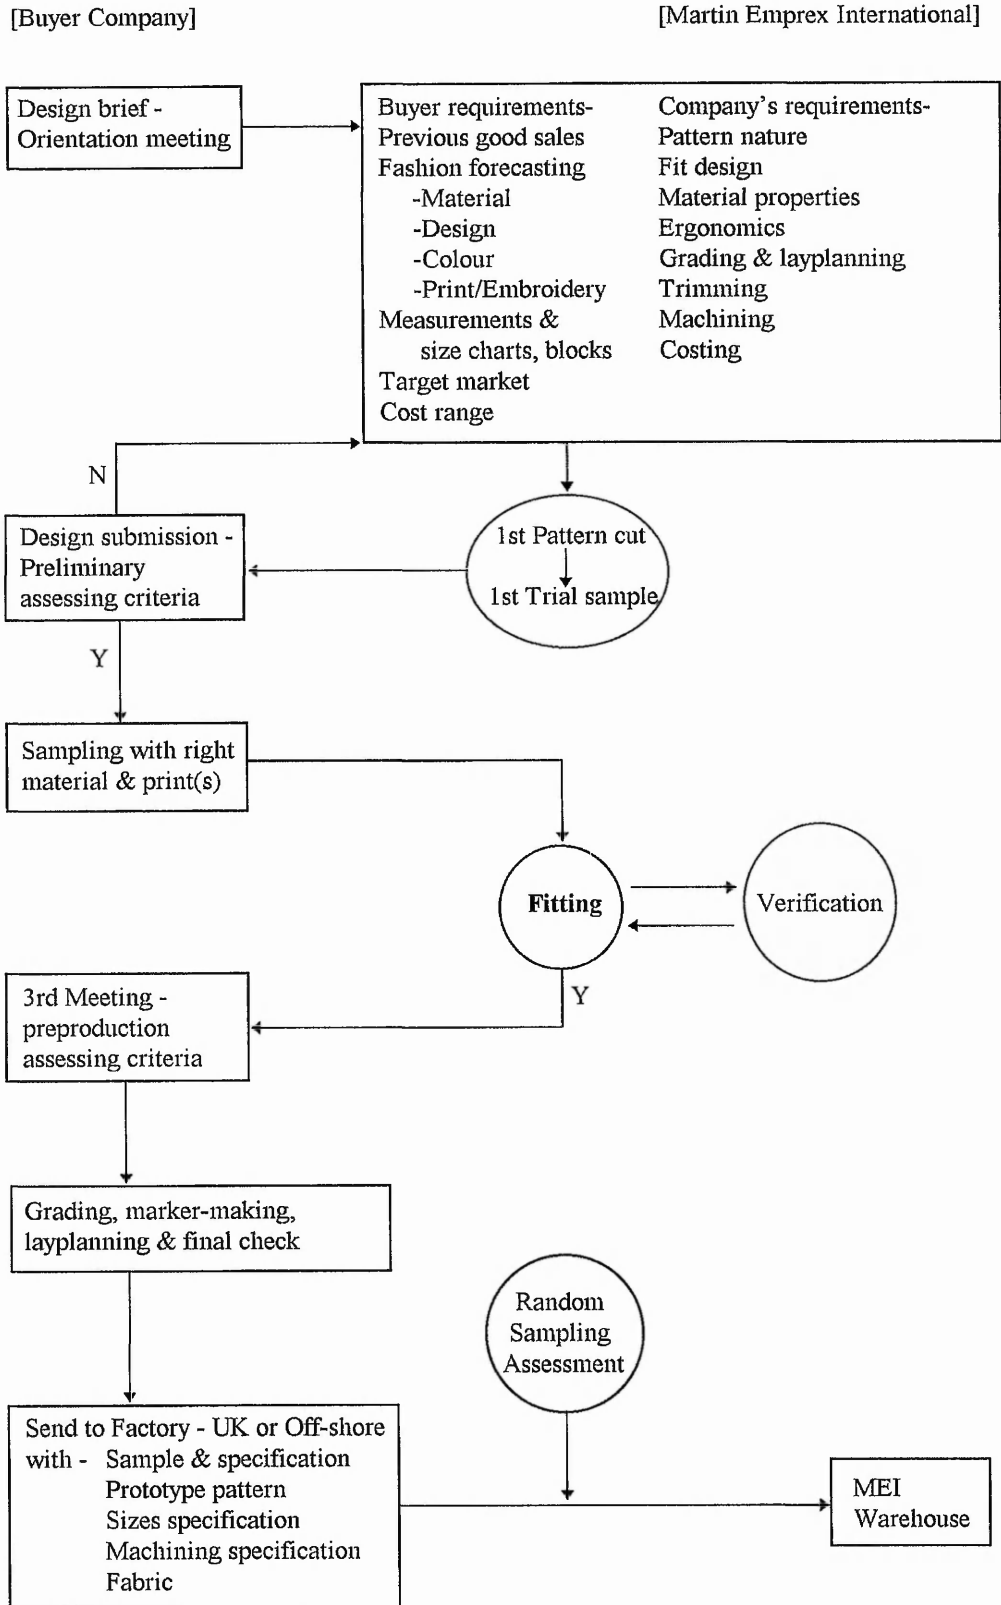 [Buyer Company]
[Martin Emprex International]
Design brief -
Orientation meeting
Buyer requirements-
Previous good sales
Fashion forecasting
-Material
-Design
-Colour
-Print/Embroidery
Measurements &
size charts, blocks
Target market
Cost range
Company's requirements-
Pattern nature
Fit design
Material properties
Ergonomics
Grading & layplanning
Trimming
Machining
Costing
N
Design submission -
Preliminary
assessing criteria
1st Pattern cut
1st Trial sample
Y
Sampling with right
material & print(s)
Fitting
Verification
Y
3rd Meeting -
preproduction
assessing criteria
Grading, marker-making,
layplanning & final check
Random
Sampling
Assessment
Send to Factory - UK or Off-shore
with - Sample & specification
Prototype pattern
Sizes specification
Machining specification
Fabric
MEI
Warehouse